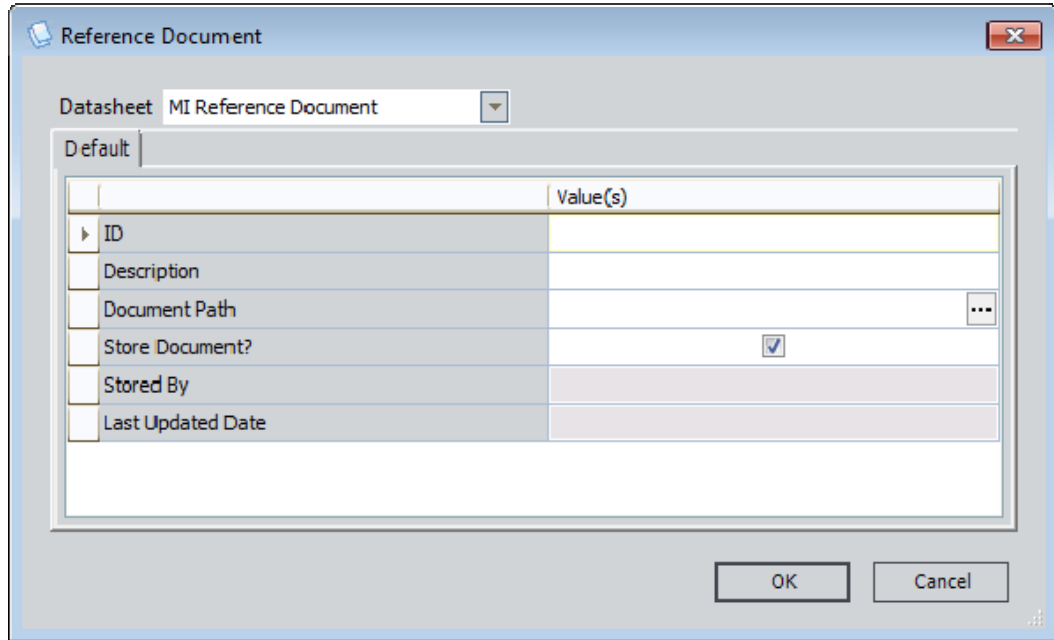 Reference Document
Datasheet MI Reference Document
Default
Value(s)
ID
Description
Document Path ...
Store Document?
Stored By
Last Updated Date
OK Cancel